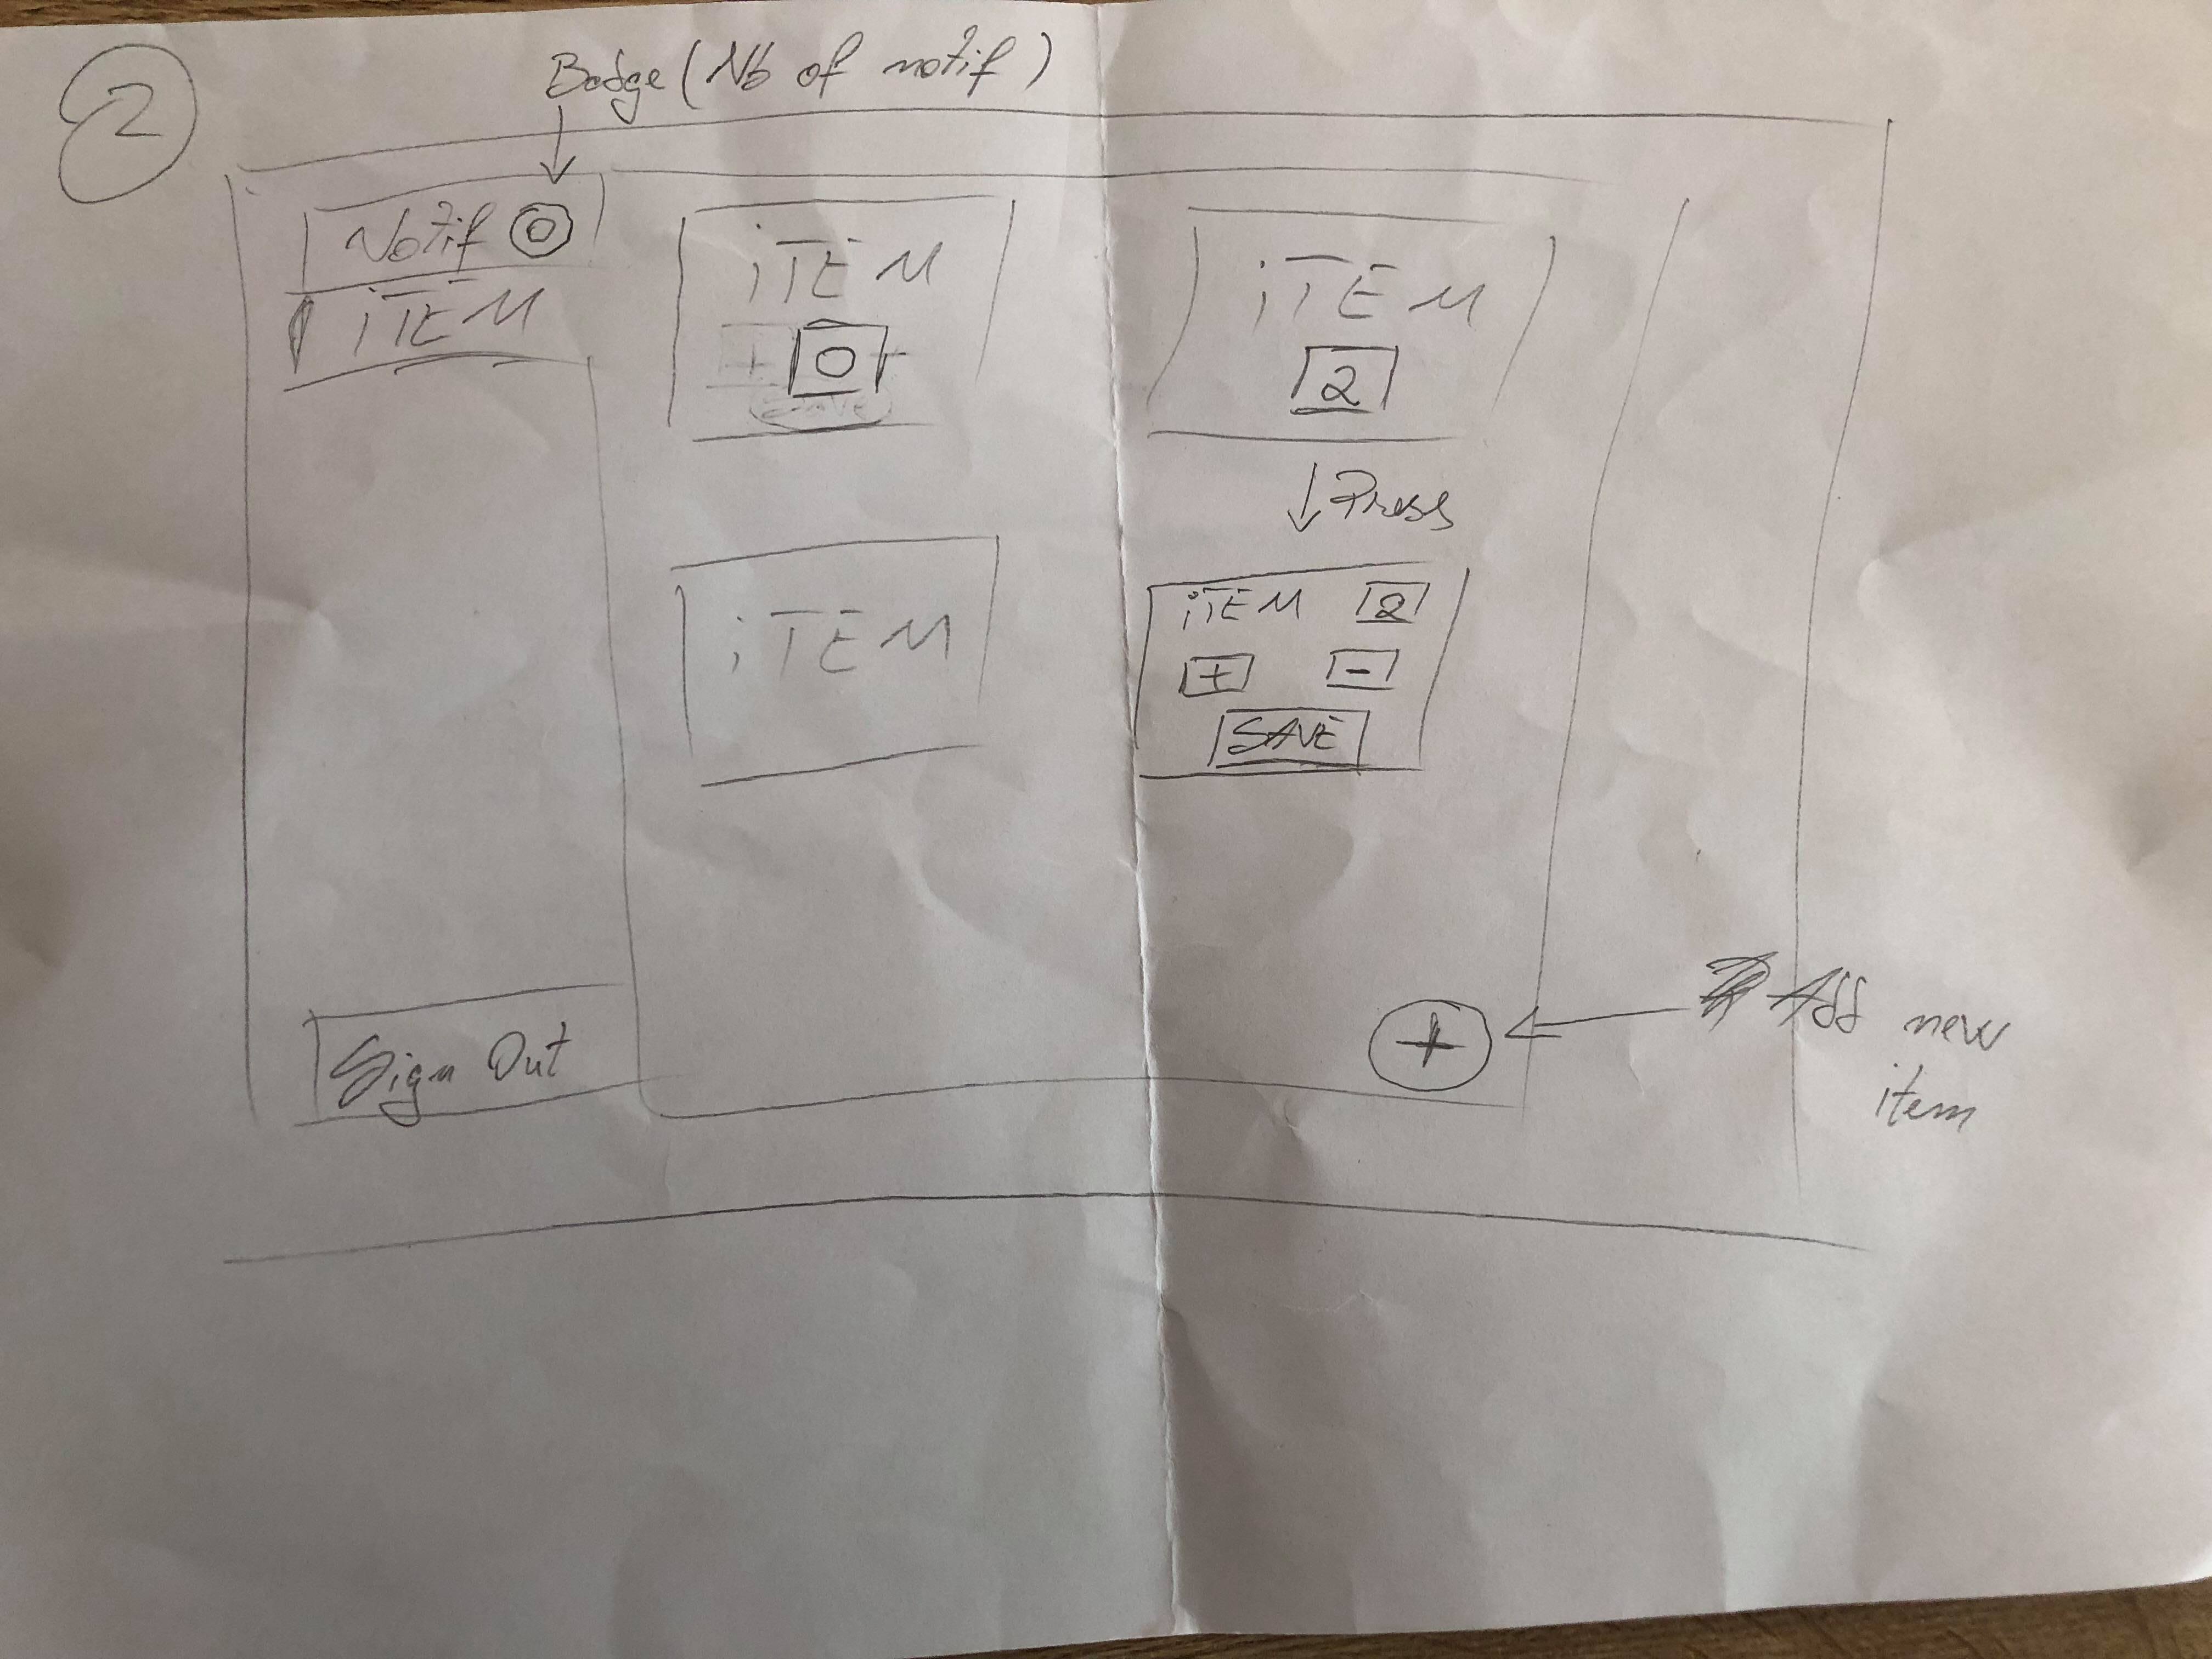 2
Badge (Nb of notif)
Notif 0
iTEM
iTEM
0
iTEM
2
Press
iTEM
iTEM 2
+ -
SAVE
Sign Out
+
Add new
item